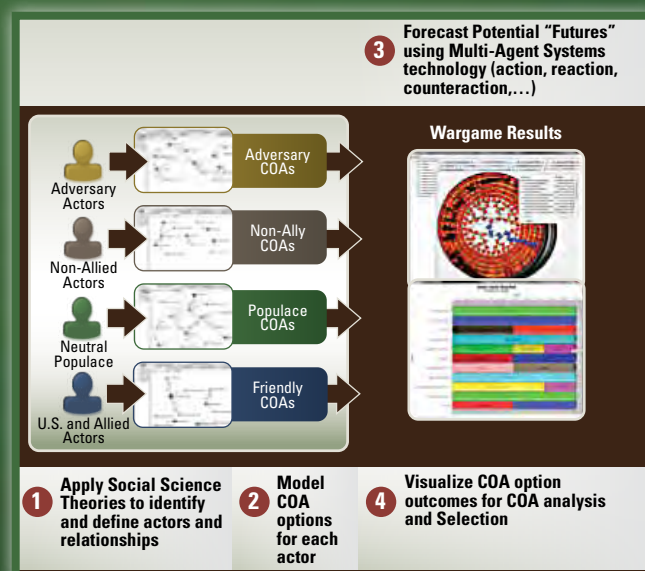 3
Forecast Potential “Futures”
using Multi-Agent Systems
technology (action, reaction,
counteraction,…)
Wargame Results
Adversary
Actors
Adversary
COAs
Non-Allied
Actors
Non-Ally
COAs
Neutral
Populace
Populace
COAs
U.S. and Allied
Actors
Friendly
COAs
1
Apply Social Science
Theories to identify
and define actors and
relationships
2
Model
COA
options
for each
actor
4
Visualize COA option
outcomes for COA analysis
and Selection